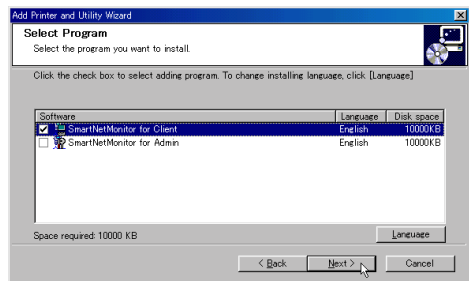 Add Printer and Utility Wizard
Select Program
Select the program you want to install.
Click the check box to select adding program. To change installing language, click [Language]
Software Language Disk space
SmartNetMonitor for Client English 10000KB
SmartNetMonitor for Admin English 10000KB
Space required: 10000 KB
Language
< Back Next > Cancel